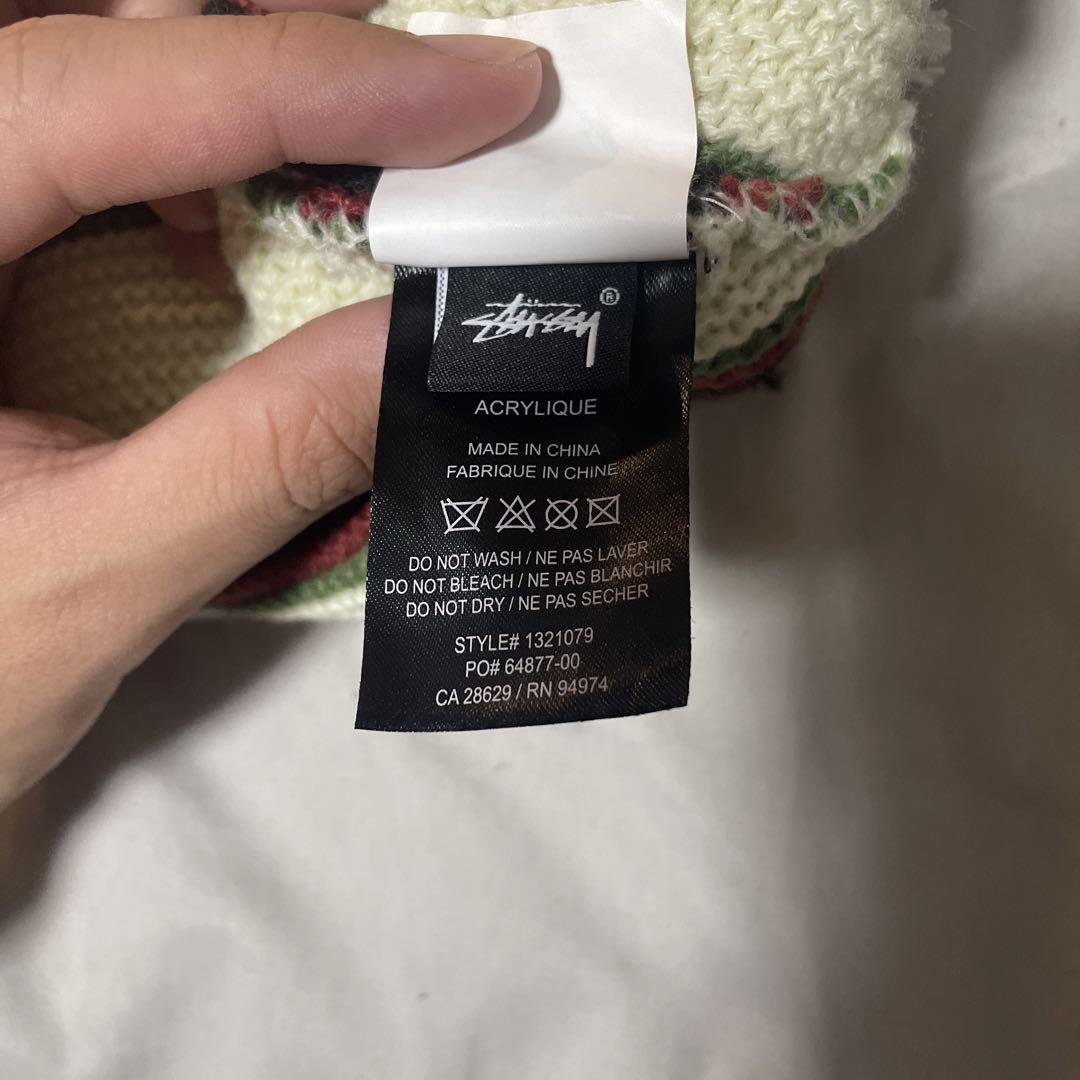 Stüssy ®
ACRYLIQUE
MADE IN CHINA
FABRIQUE IN CHINE
DO NOT WASH / NE PAS LAVER
DO NOT BLEACH / NE PAS BLANCHIR
DO NOT DRY / NE PAS SECHER
STYLE# 1321079
PO# 64877-00
CA 28629 / RN 94974